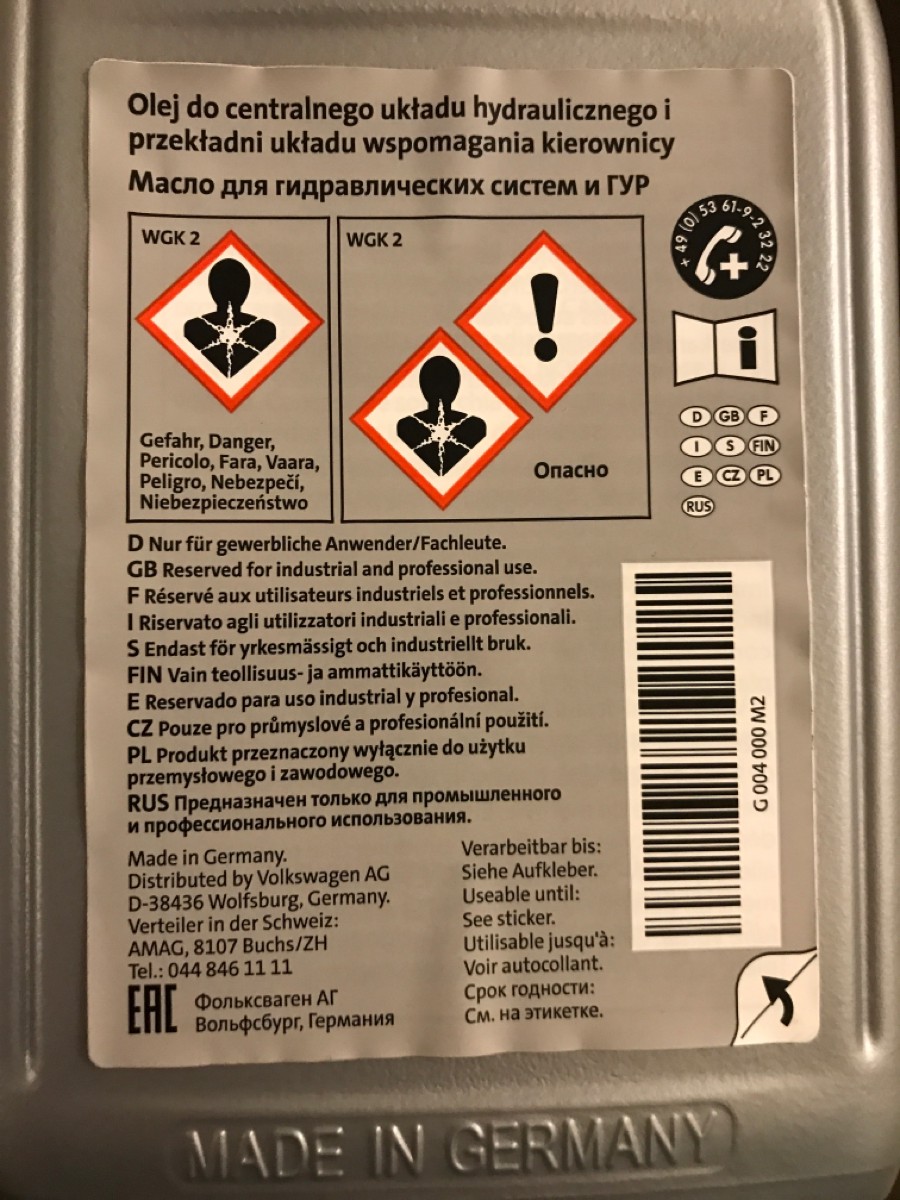 Olej do centralnego układu hydraulicznego i
przekładni układu wspomagania kierownicy
Масло для гидравлических систем и ГУР
WGK 2
Gefahr, Danger,
Pericolo, Fara, Vaara,
Peligro, Nebezpečí,
Niebezpieczeństwo
WGK 2
Опасно
+ 49 (0) 53 61-9-2 32 22
D GB F
I S FIN
E CZ PL
RUS
D Nur für gewerbliche Anwender/Fachleute.
GB Reserved for industrial and professional use.
F Réservé aux utilisateurs industriels et professionnels.
I Riservato agli utilizzatori industriali e professionali.
S Endast för yrkesmässigt och industriellt bruk.
FIN Vain teollisuus- ja ammattikäyttöön.
E Reservado para uso industrial y profesional.
CZ Pouze pro průmyslové a profesionální použití.
PL Produkt przeznaczony wyłącznie do użytku
przemysłowego i zawodowego.
RUS Предназначен только для промышленного
и профессионального использования.
G 004 000 M2
Made in Germany.
Distributed by Volkswagen AG
D-38436 Wolfsburg, Germany.
Verteiler in der Schweiz:
AMAG, 8107 Buchs/ZH
Tel.: 044 846 11 11
EAC
Фольксваген АГ
Вольфсбург, Германия
Verarbeitbar bis:
Siehe Aufkleber.
Useable until:
See sticker.
Utilisable jusqu'à:
Voir autocollant.
Срок годности:
См. на этикетке.
MADE IN GERMANY